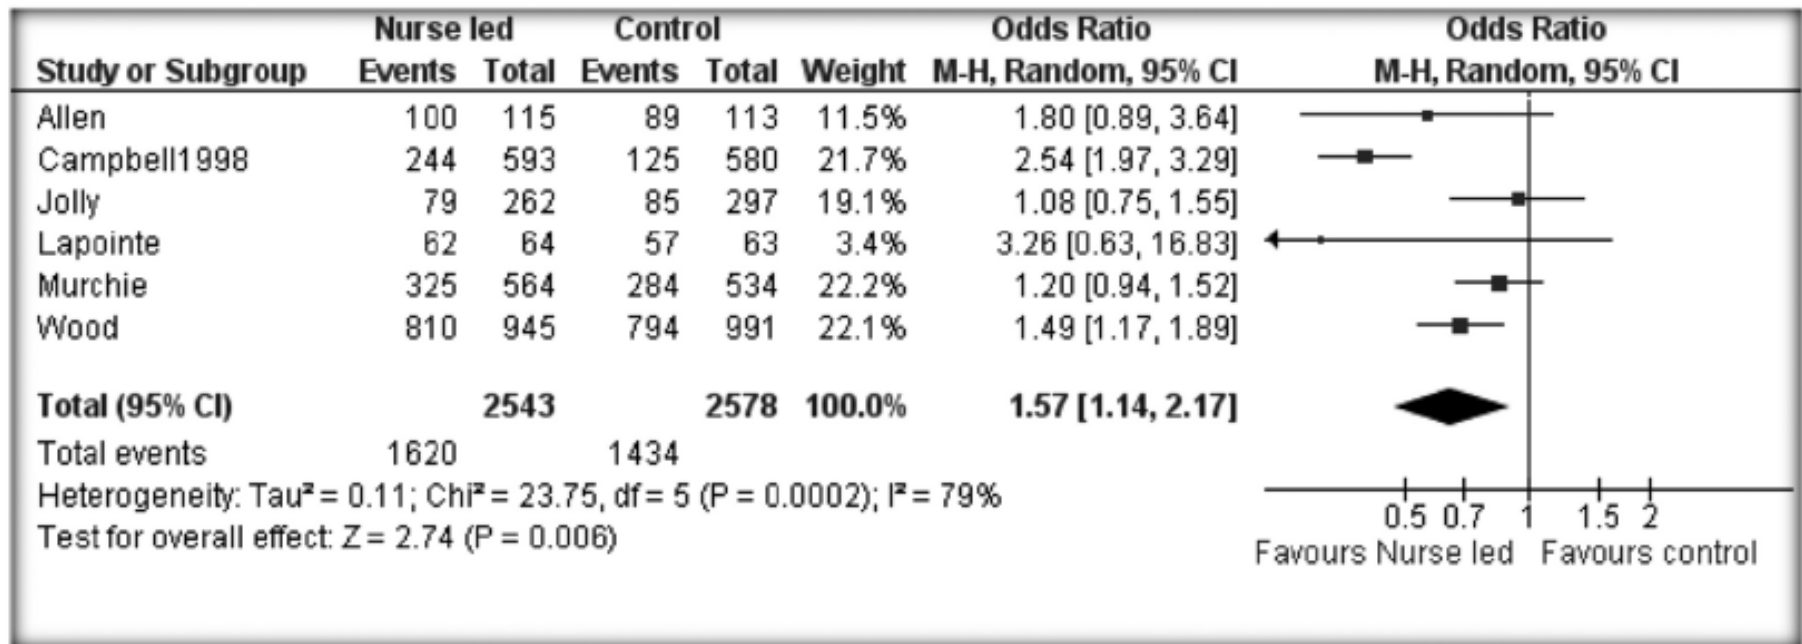 Nurse led Control Odds Ratio Odds Ratio
Study or Subgroup Events Total Events Total Weight M-H, Random, 95% CI M-H, Random, 95% CI
Allen 100 115 89 113 11.5% 1.80 [0.89, 3.64]
Campbell1998 244 593 125 580 21.7% 2.54 [1.97, 3.29]
Jolly 79 262 85 297 19.1% 1.08 [0.75, 1.55]
Lapointe 62 64 57 63 3.4% 3.26 [0.63, 16.83]
Murchie 325 564 284 534 22.2% 1.20 [0.94, 1.52]
Wood 810 945 794 991 22.1% 1.49 [1.17, 1.89]
Total (95% CI) 2543 2578 100.0% 1.57 [1.14, 2.17]
Total events 1620 1434
Heterogeneity: Tau² = 0.11; Chi² = 23.75, df = 5 (P = 0.0002); I² = 79%
Test for overall effect: Z = 2.74 (P = 0.006)
0.5 0.7 1 1.5 2
Favours Nurse led Favours control